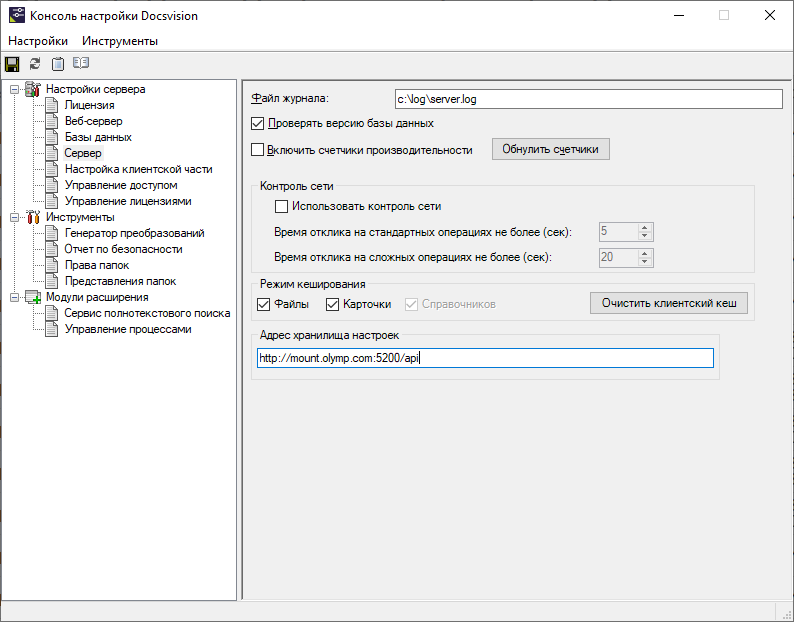 Консоль настройки Docsvision
Настройки Инструменты
Настройки сервера
Лицензия
Веб-сервер
Базы данных
Сервер
Настройка клиентской части
Управление доступом
Управление лицензиями
Инструменты
Генератор преобразований
Отчет по безопасности
Права папок
Представления папок
Модули расширения
Сервис полнотекстового поиска
Управление процессами
Файл журнала: c:\log\server.log
Проверять версию базы данных
Включить счетчики производительности Обнулить счетчики
Контроль сети
Использовать контроль сети
Время отклика на стандартных операциях не более (сек): 5
Время отклика на сложных операциях не более (сек): 20
Режим кеширования
Файлы Карточки Справочников Очистить клиентский кеш
Адрес хранилища настроек
http://mount.olymp.com:5200/api